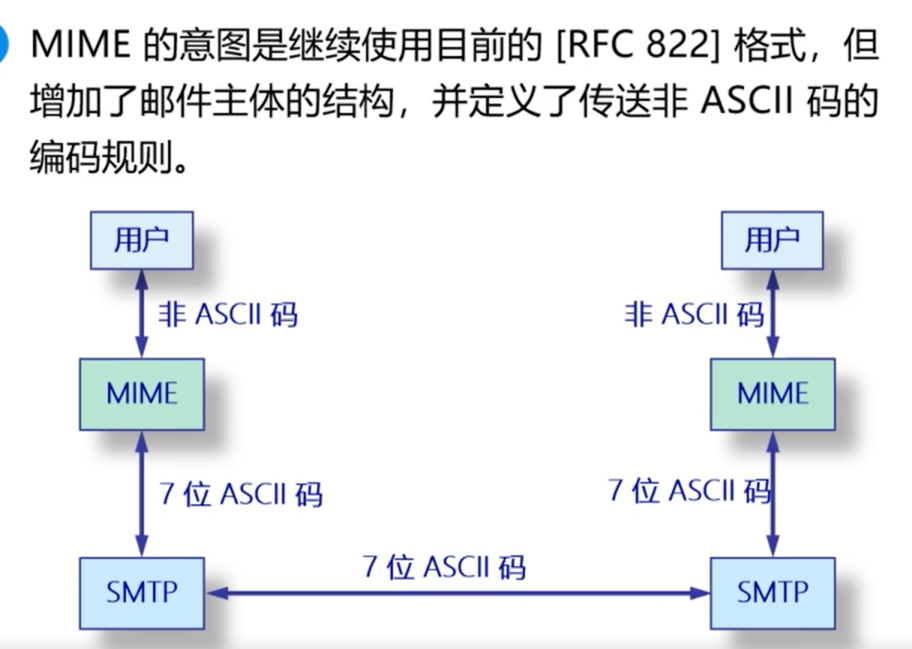 MIME 的意图是继续使用目前的 [RFC 822] 格式，但
增加了邮件主体的结构，并定义了传送非 ASCII 码的
编码规则。
用户
用户
非 ASCII 码
非 ASCII 码
MIME
MIME
7 位 ASCII 码
7 位 ASCII 码
7 位 ASCII 码
SMTP
SMTP